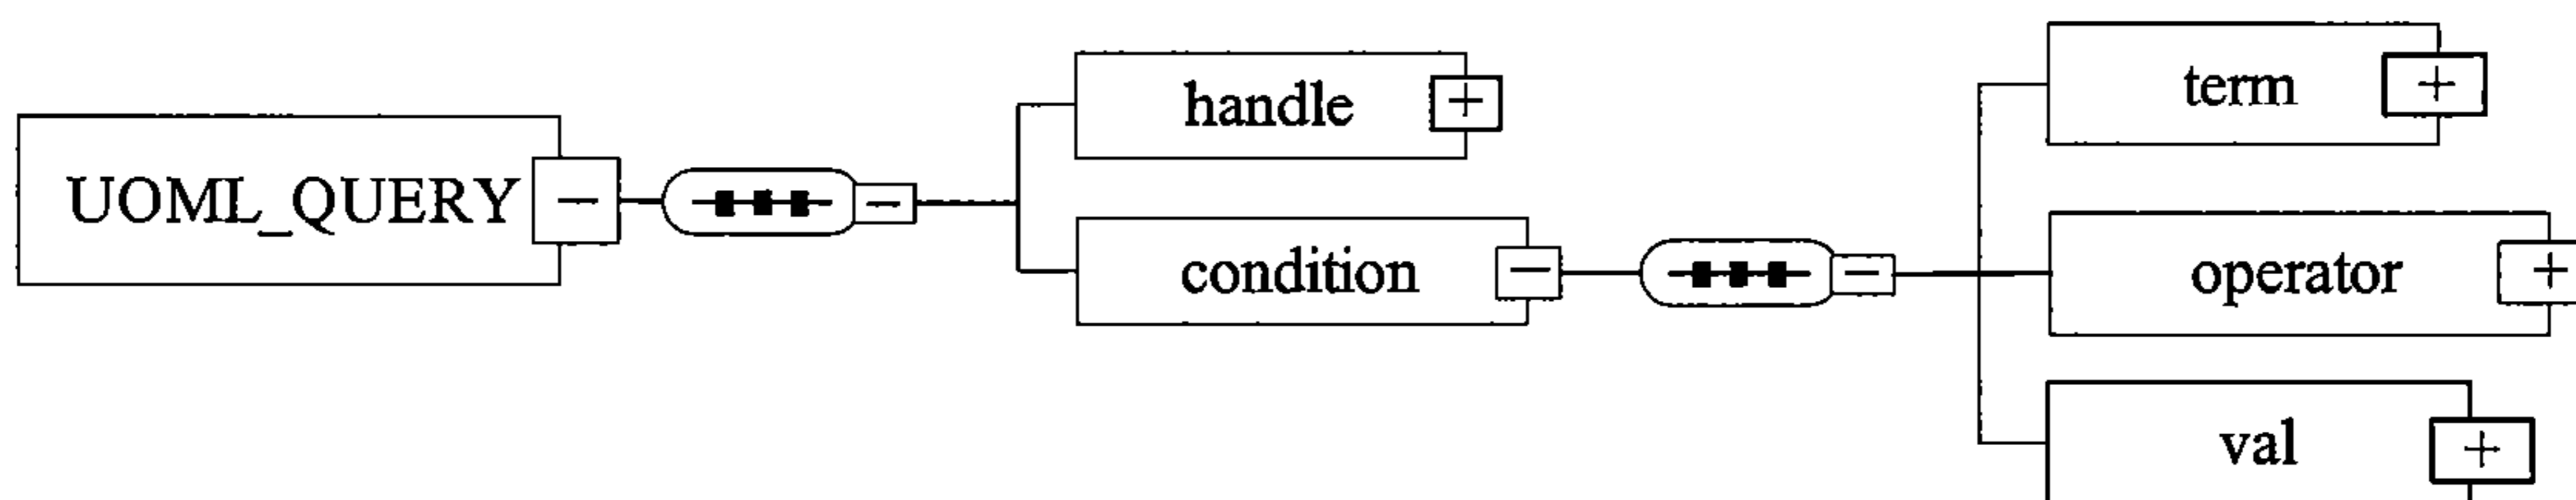 UOML_QUERY
handle
condition
term
operator
val